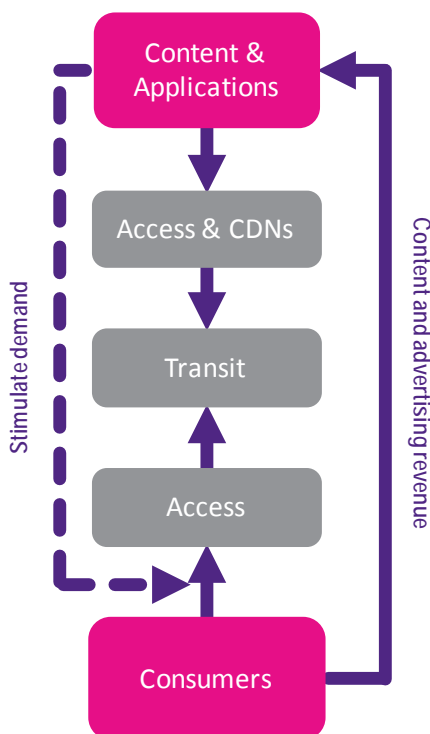 Content &
Applications
Access & CDNs
Transit
Access
Consumers
Stimulate demand
Content and advertising revenue